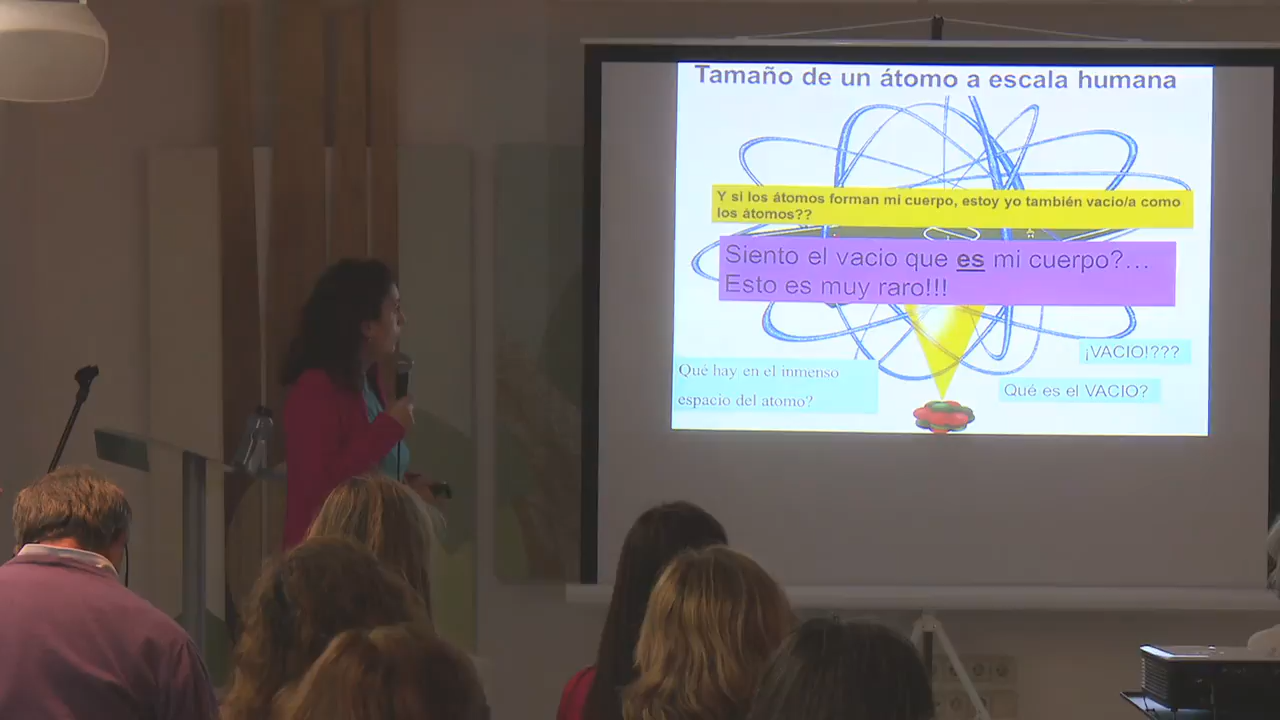 Tamaño de un átomo a escala humana
Y si los átomos forman mi cuerpo, estoy yo también vacio/a como
los átomos??
Siento el vacio que es mi cuerpo?...
Esto es muy raro!!!
¡VACIO!???
Qué hay en el inmenso
espacio del atomo?
Qué es el VACIO?